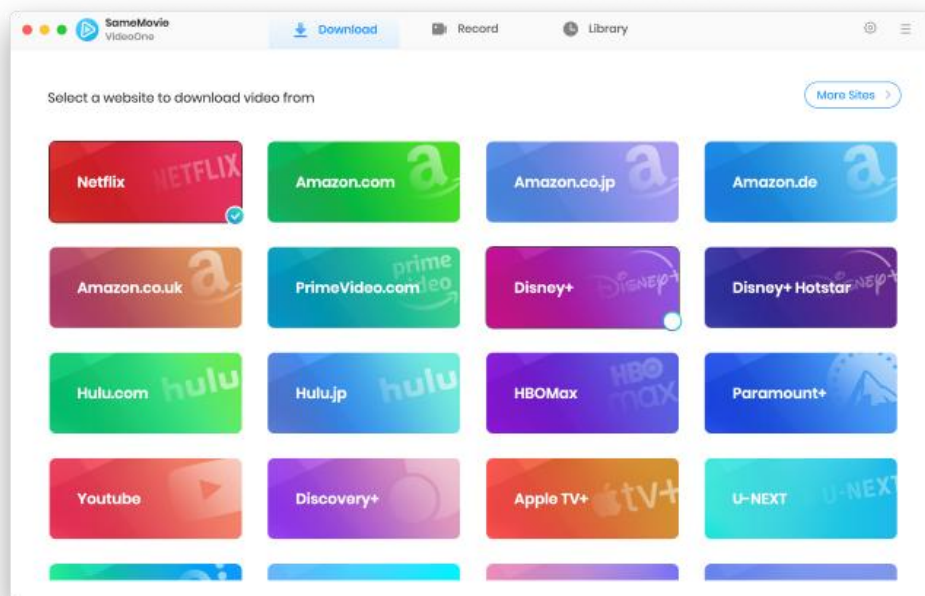 SameMovie
VideoOne
Download
Record
Library
Select a website to download video from
More Sites
Netflix NETFLIX
Amazon.com a
Amazon.co.jp a
Amazon.de a
Amazon.co.uk a
PrimeVideo.com prime video
Disney+ Disney+
Disney+ Hotstar Disney+
Hulu.com hulu
Hulu.jp hulu
HBOMax HBO max
Paramount+
Youtube
Discovery+
Apple TV+ tv+
U-NEXT U-NEXT